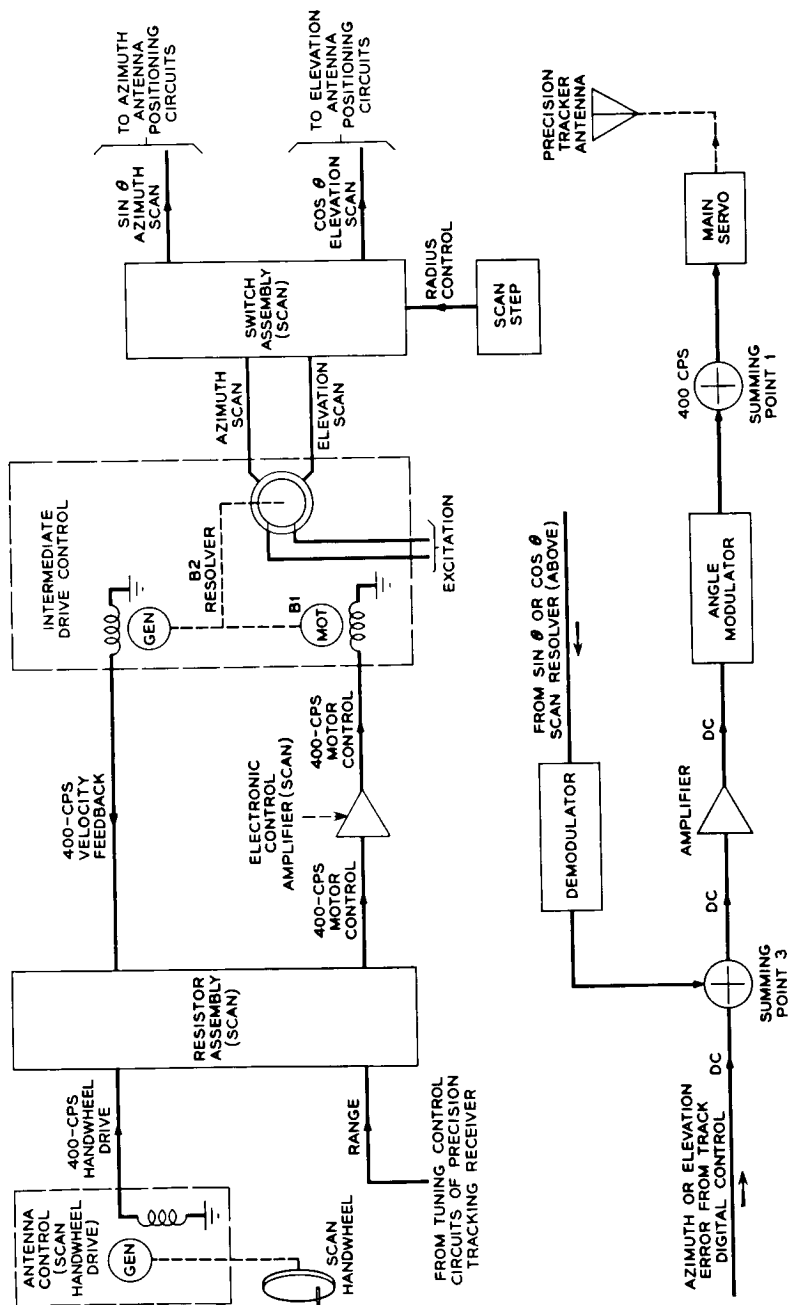 ANTENNA
CONTROL
(SCAN
HANDWHEEL
DRIVE)
GEN
SCAN
HANDWHEEL
400-CPS
HANDWHEEL
DRIVE
RANGE
FROM TUNING CONTROL
CIRCUITS OF PRECISION
TRACKING RECEIVER
RESISTOR
ASSEMBLY
(SCAN)
400-CPS
VELOCITY
FEEDBACK
400-CPS
MOTOR
CONTROL
ELECTRONIC
CONTROL
AMPLIFIER (SCAN)
400-CPS
MOTOR
CONTROL
INTERMEDIATE
DRIVE CONTROL
GEN
B1
MOT
B2
RESOLVER
EXCITATION
AZIMUTH
SCAN
ELEVATION
SCAN
SWITCH
ASSEMBLY
(SCAN)
RADIUS
CONTROL
SCAN
STEP
SIN θ
AZIMUTH
SCAN
COS θ
ELEVATION
SCAN
TO AZIMUTH
ANTENNA
POSITIONING
CIRCUITS
TO ELEVATION
ANTENNA
POSITIONING
CIRCUITS
AZIMUTH OR ELEVATION
ERROR FROM TRACK
DIGITAL CONTROL
DC
SUMMING
POINT 3
DEMODULATOR
FROM SIN θ OR COS θ
SCAN RESOLVER (ABOVE)
DC
AMPLIFIER
DC
ANGLE
MODULATOR
400 CPS
SUMMING
POINT 1
MAIN
SERVO
PRECISION
TRACKER
ANTENNA